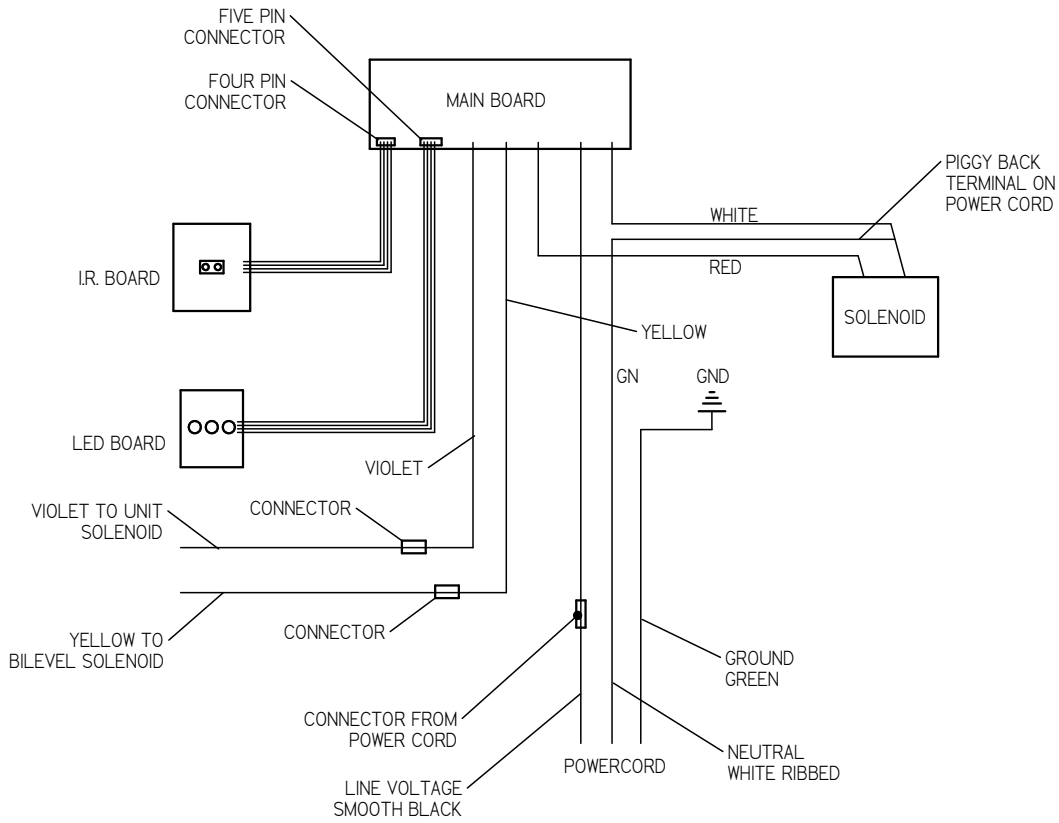 FIVE PIN
CONNECTOR
FOUR PIN
CONNECTOR
MAIN BOARD
PIGGY BACK
TERMINAL ON
POWER CORD
WHITE
RED
I.R. BOARD
SOLENOID
YELLOW
GN
GND
LED BOARD
VIOLET
VIOLET TO UNIT
SOLENOID
CONNECTOR
YELLOW TO
BILEVEL SOLENOID
CONNECTOR
GROUND
GREEN
CONNECTOR FROM
POWER CORD
POWERCORD
NEUTRAL
WHITE RIBBED
LINE VOLTAGE
SMOOTH BLACK